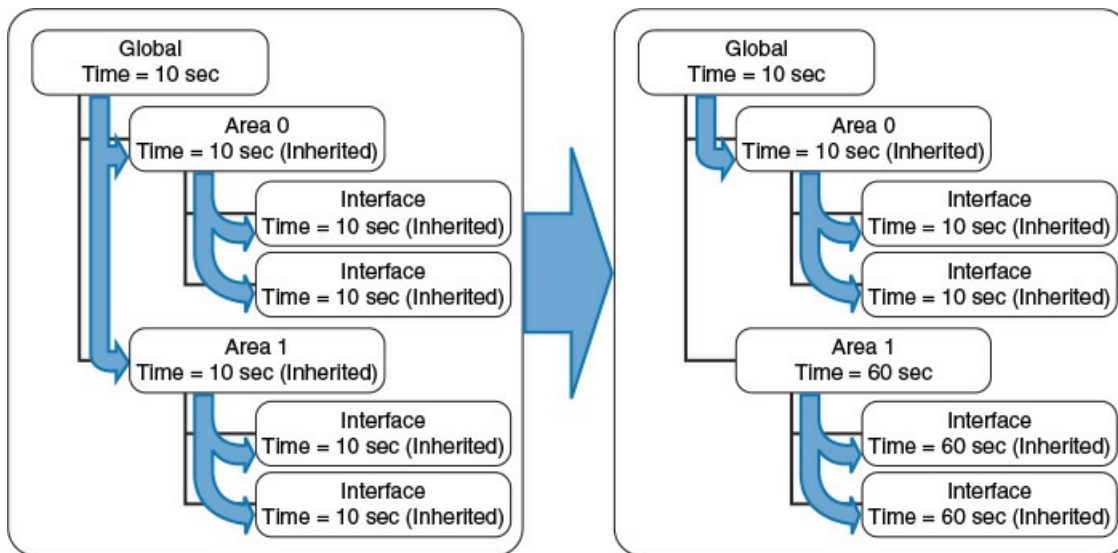 Global
Time = 10 sec
Area 0
Time = 10 sec (Inherited)
Interface
Time = 10 sec (Inherited)
Interface
Time = 10 sec (Inherited)
Area 1
Time = 10 sec (Inherited)
Interface
Time = 10 sec (Inherited)
Interface
Time = 10 sec (Inherited)
Global
Time = 10 sec
Area 0
Time = 10 sec (Inherited)
Interface
Time = 10 sec (Inherited)
Interface
Time = 10 sec (Inherited)
Area 1
Time = 60 sec
Interface
Time = 60 sec (Inherited)
Interface
Time = 60 sec (Inherited)